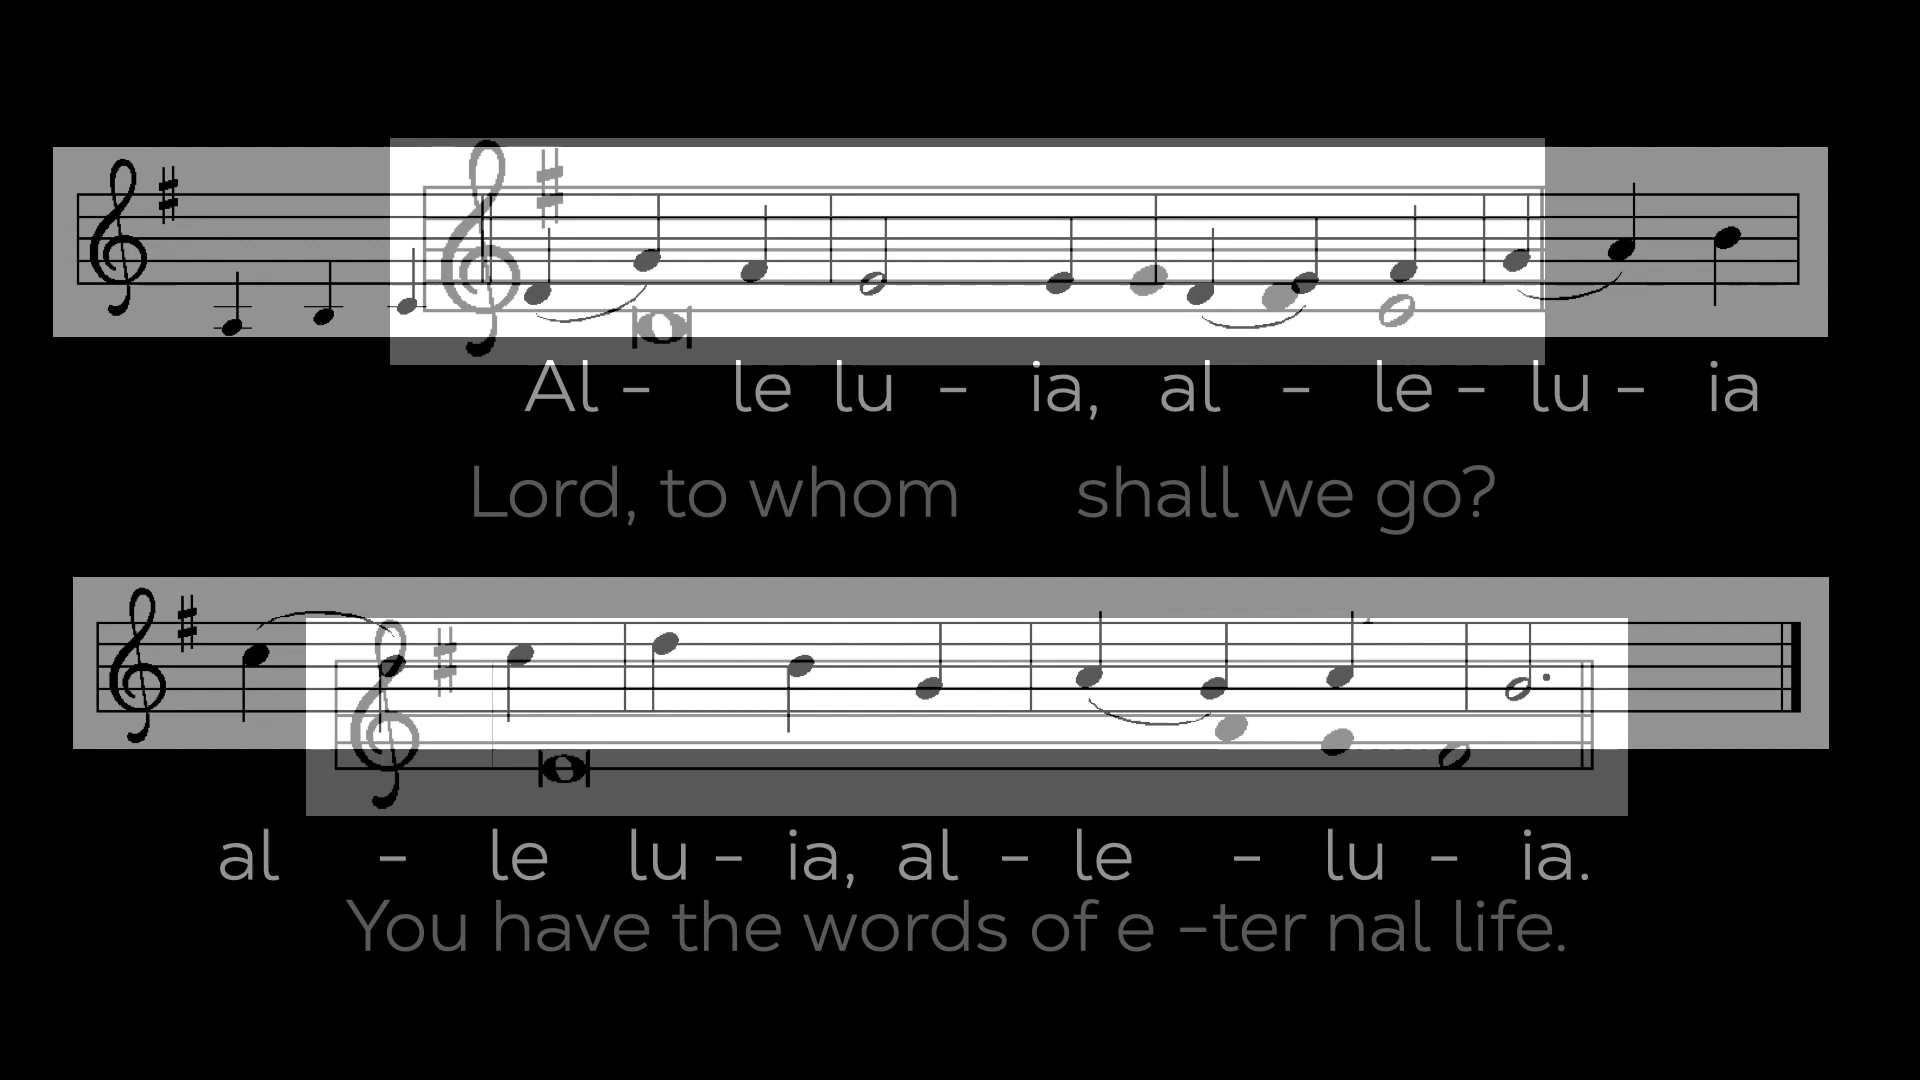 Al - le lu - ia, al - le - lu - ia
Lord, to whom shall we go?
al - le lu - ia, al - le - lu - ia.
You have the words of e -ter nal life.